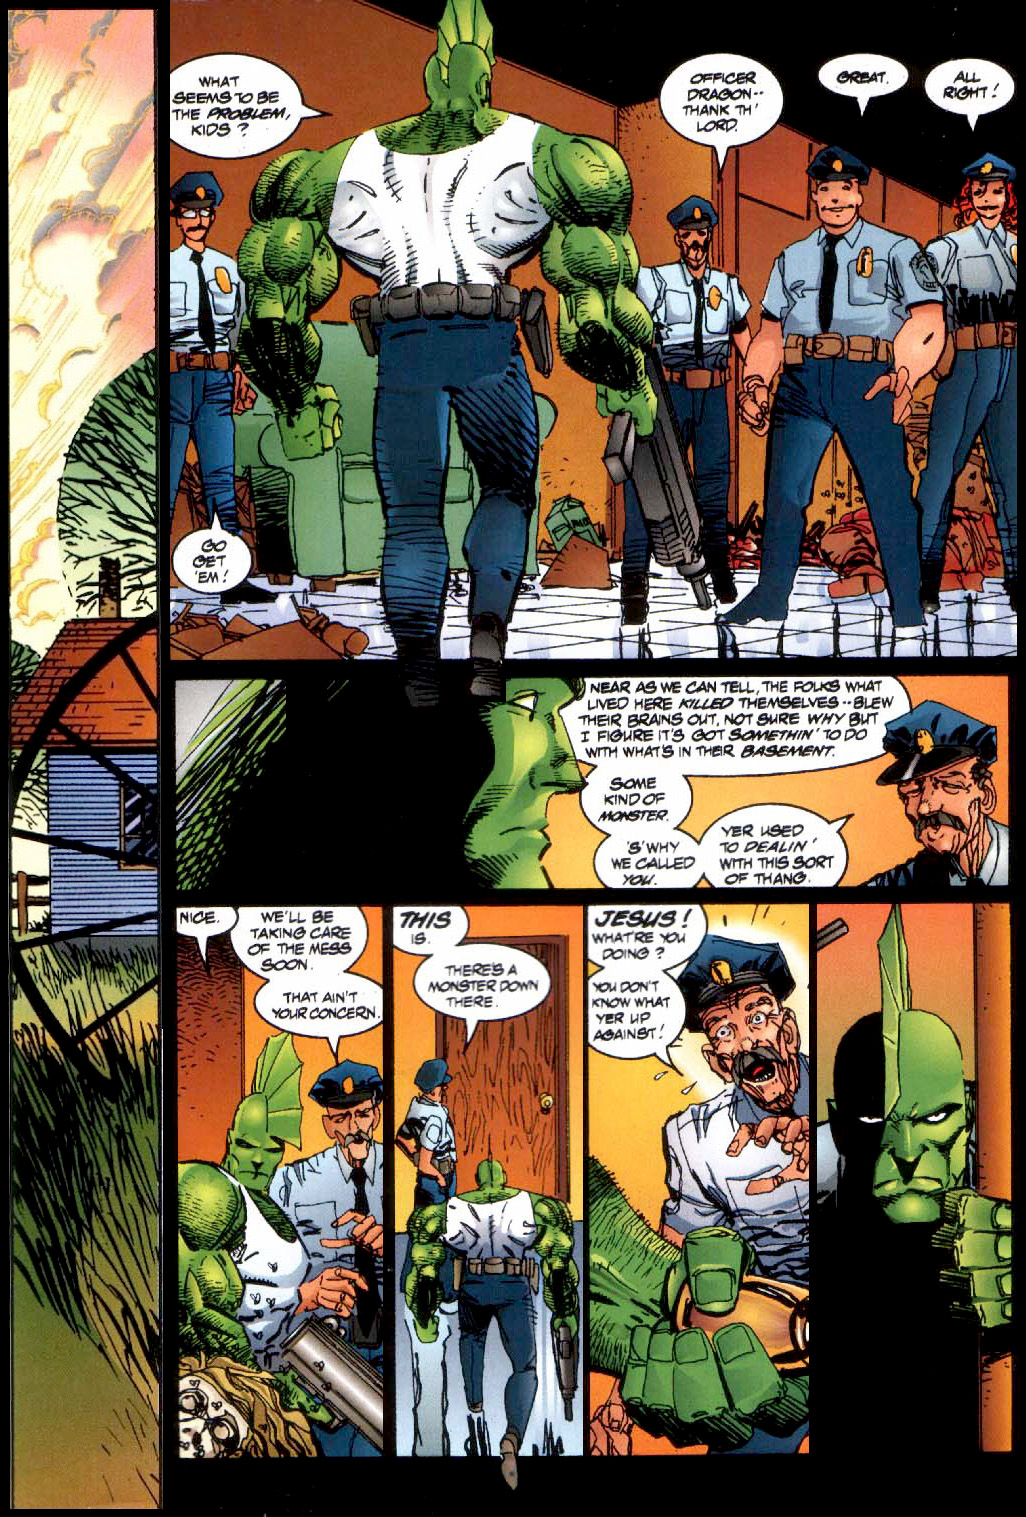 WHAT
SEEMS TO BE
THE PROBLEM,
KIDS?
OFFICER
DRAGON--
THANK TH'
LORD.
GREAT.
ALL
RIGHT!
GO
GET
'EM!
NEAR AS WE CAN TELL, THE FOLKS WHAT
LIVED HERE KILLED THEMSELVES--BLEW
THEIR BRAINS OUT, NOT SURE WHY BUT
I FIGURE IT'S GOT SOMETHIN' TO DO
WITH WHAT'S IN THEIR BASEMENT.
SOME
KIND OF
MONSTER.
'S'WHY
WE CALLED
YOU.
YER USED
TO DEALIN'
WITH THIS SORT
OF THANG.
NICE.
WE'LL BE
TAKING CARE
OF THE MESS
SOON.
THAT AIN'T
YOUR CONCERN.
THIS
IS.
THERE'S A
MONSTER DOWN
THERE.
JESUS!
WHAT'RE YOU
DOING?
YOU DON'T
KNOW WHAT
YER UP
AGAINST!